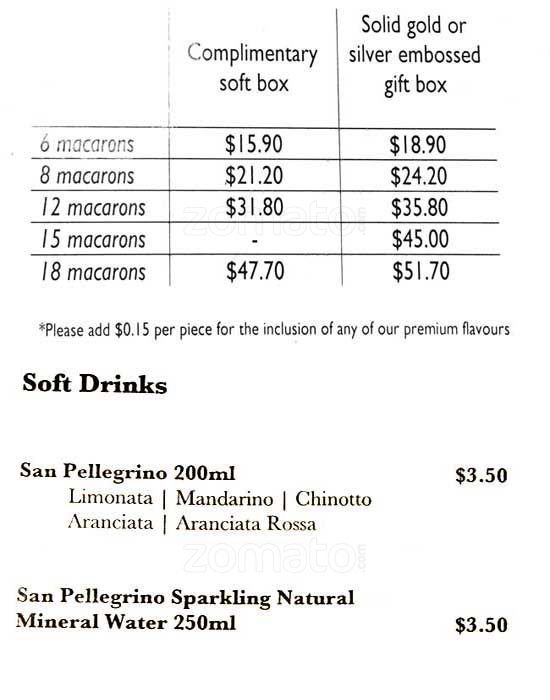 Complimentary soft box | Solid gold or silver embossed gift box
6 macarons $15.90 $18.90
8 macarons $21.20 $24.20
12 macarons $31.80 $35.80
15 macarons - $45.00
18 macarons $47.70 $51.70
*Please add $0.15 per piece for the inclusion of any of our premium flavours
Soft Drinks
San Pellegrino 200ml $3.50
Limonata | Mandarino | Chinotto
Aranciata | Aranciata Rossa
zomato.com
San Pellegrino Sparkling Natural
Mineral Water 250ml $3.50